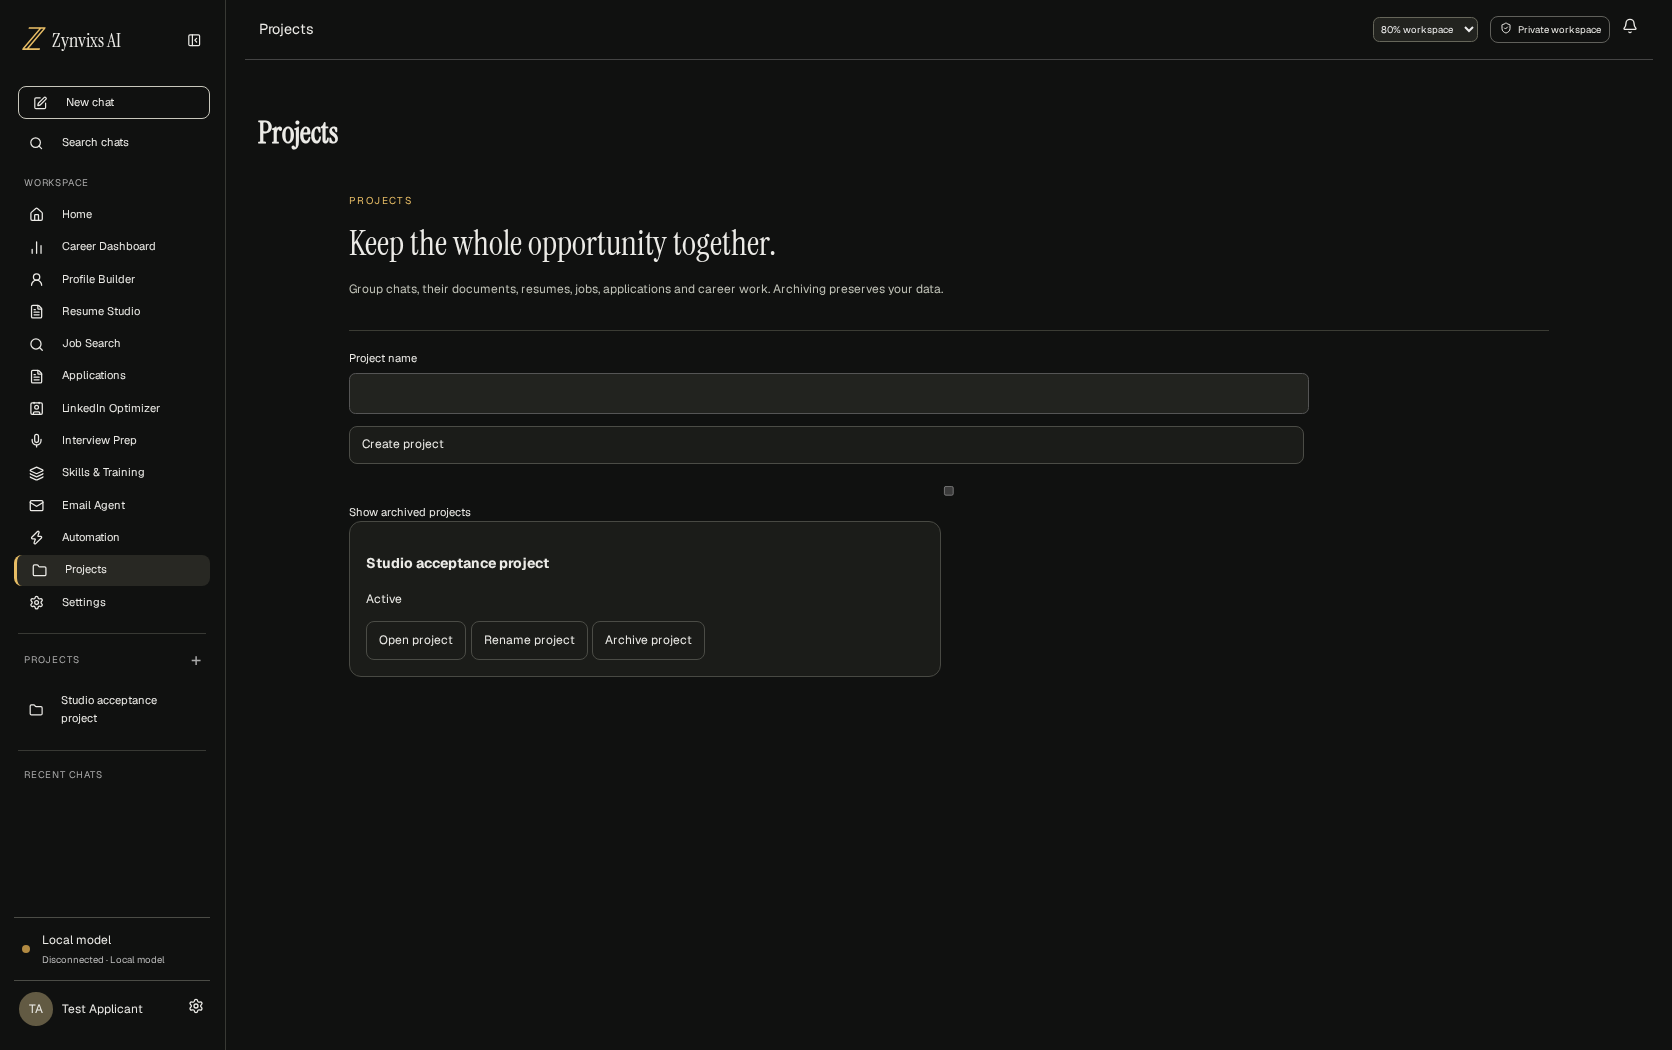 Zynvixs AI
New chat
Search chats
WORKSPACE
Home
Career Dashboard
Profile Builder
Resume Studio
Job Search
Applications
LinkedIn Optimizer
Interview Prep
Skills & Training
Email Agent
Automation
Projects
Settings
PROJECTS
Studio acceptance
project
RECENT CHATS
Local model
Disconnected · Local model
TA
Test Applicant
Projects
80% workspace
Private workspace
Projects
PROJECTS
Keep the whole opportunity together.
Group chats, their documents, resumes, jobs, applications and career work. Archiving preserves your data.
Project name
Create project
Show archived projects
Studio acceptance project
Active
Open project
Rename project
Archive project